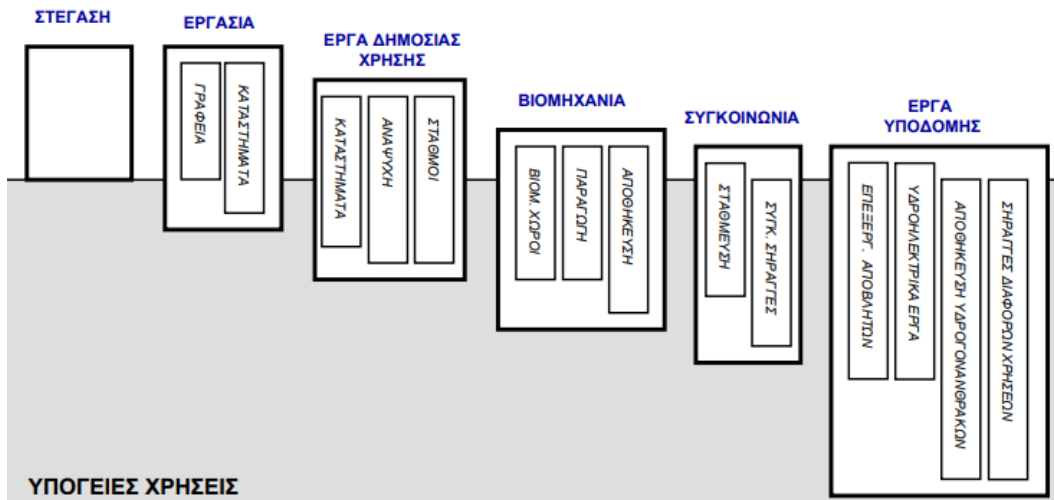 ΣΤΕΓΑΣΗ
ΕΡΓΑΣΙΑ
ΓΡΑΦΕΙΑ
ΚΑΤΑΣΤΗΜΑΤΑ
ΕΡΓΑ ΔΗΜΟΣΙΑΣ
ΧΡΗΣΗΣ
ΚΑΤΑΣΤΗΜΑΤΑ
ΑΝΑΨΥΧΗ
ΣΤΑΘΜΟΙ
ΒΙΟΜΗΧΑΝΙΑ
ΒΙΟΜ. ΧΩΡΟΙ
ΠΑΡΑΓΩΓΗ
ΑΠΟΘΗΚΕΥΣΗ
ΣΥΓΚΟΙΝΩΝΙΑ
ΣΤΑΘΜΕΥΣΗ
ΣΥΓΚ. ΣΗΡΑΓΓΕΣ
ΕΡΓΑ
ΥΠΟΔΟΜΗΣ
ΕΠΕΞΕΡΓ. ΑΠΟΒΛΗΤΩΝ
ΥΔΡΟΗΛΕΚΤΡΙΚΑ ΕΡΓΑ
ΑΠΟΘΗΚΕΥΣΗ ΥΔΡΟΓΟΝΑΝΘΡΑΚΩΝ
ΣΗΡΑΓΓΕΣ ΔΙΑΦΟΡΩΝ ΧΡΗΣΕΩΝ
ΥΠΟΓΕΙΕΣ ΧΡΗΣΕΙΣ